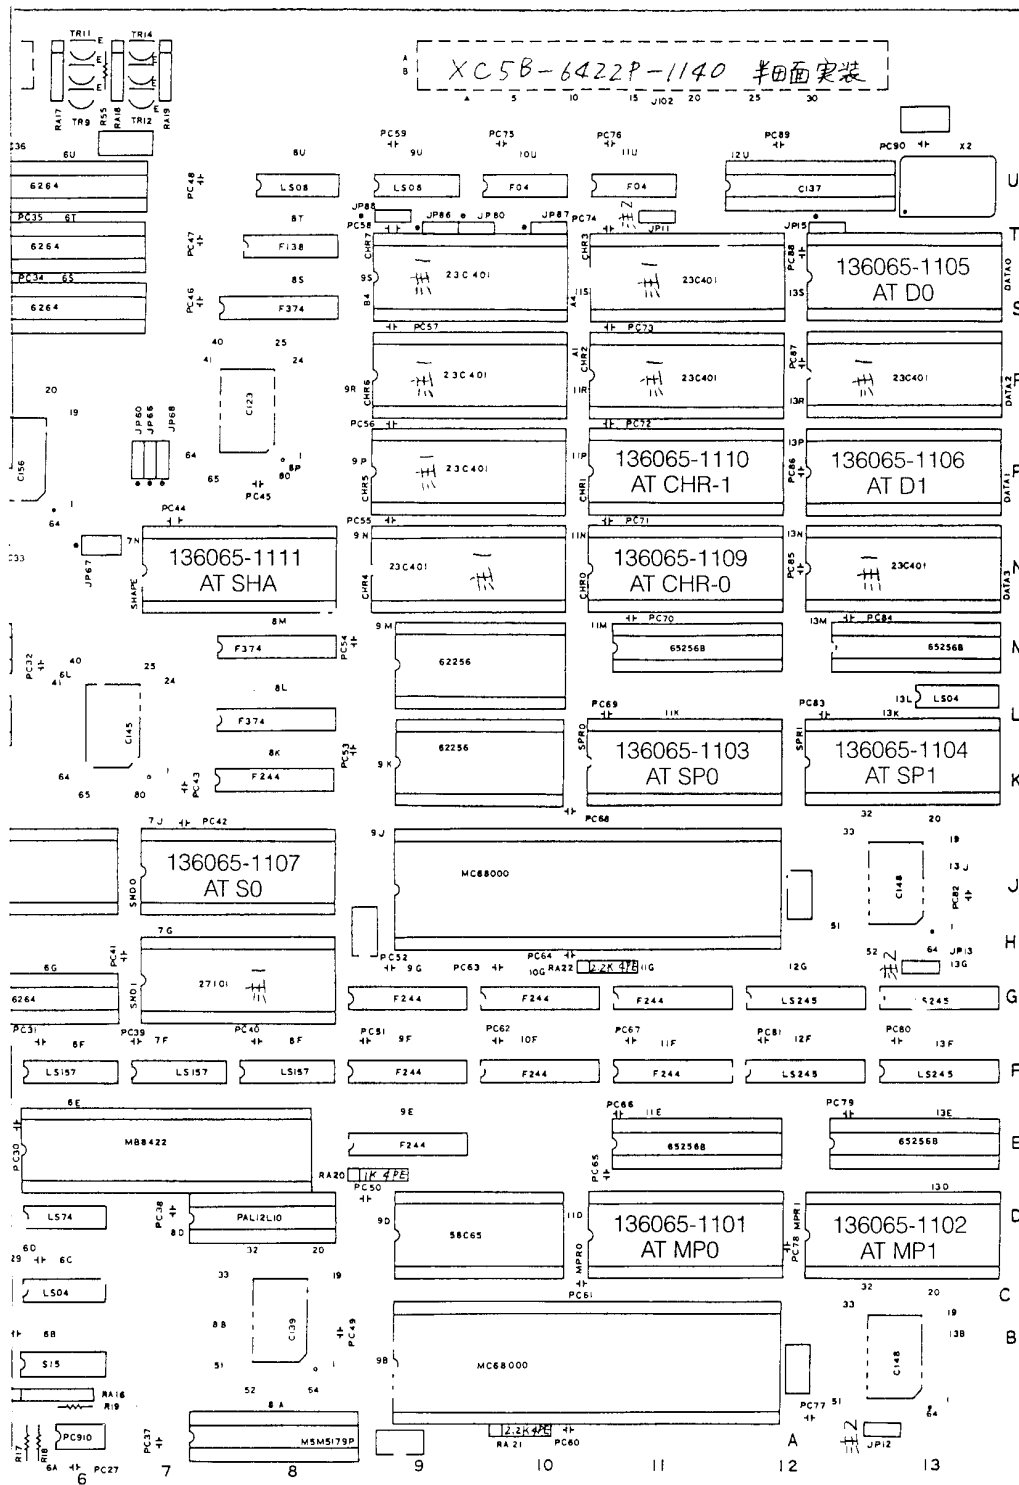 TR11 TR14
E E
E E
E E
RA17 TR9 R55 RA18 TR12 RA19
A
B
XC5B-6422P-1140 半田面実装
A 5 10 15 J102 20 25 30
C36 6U 8U PC59 9U PC75 10U PC76 11U 12U PC89 PC90 X2
6264 PC48 LS08 LS08 F04 F04 C137 U
PC35 6T 8T JP88 JP86 JP80 JP87 PC74 JP11 JP15
6264 PC47 F138 PC58 CHR7 CHR3 PC88 T
PC34 6S 8S 9S 23C401 11S 23C401 13S 136065-1105 DATA0
AT D0
6264 PC46 F374 B4 A4 S
40 25 PC57 PC73
41 24
20 19 C123 9R CHR6 23C401 A1 CHR2 11R 23C401 PC87 13R 23C401 DATA2
JP60 JP66 JP68 PC56 PC72 13P
C156 64 65 8P 1 80 9P CHR5 23C401 11P CHR1 136065-1110 PC86 136065-1106 DATA1
AT CHR-1 AT D1
1 64 PC45
PC44 PC55 PC71
C33 JP67 7N SHAPE 136065-1111 9N CHR4 23C401 11N CHR0 136065-1109 13N PC85 23C401 DATA3 N
AT SHA AT CHR-0
8M 9M 11M PC70 13M PC84
PC32 F374 PC54 62256 65256B 65256B
40 6L 41 25 24 8L 13L LS04 L
C145 F374 PC69 11K PC83 13K
8K PC53 9K 62256 SPR0 136065-1103 SPR1 136065-1104
AT SP0 AT SP1
64 65 80 1 PC43 F244 K
PC68 32 20
7J PC42 9J 33 19
SND0 136065-1107 MC68000 C148 13J PC82 J
AT S0
51 1
7G 52 64 JP13 H
PC41 PC52 9G PC63 PC64 10G RA22 2.2K 4PE 11G 12G 13G
6G
6264 SND1 27101 F244 F244 F244 LS245 LS245 G
PC31 6F PC39 7F PC40 8F PC51 9F PC62 10F PC67 11F PC81 12F PC80 13F
LS157 LS157 LS157 F244 F244 F244 LS245 LS245 F
6E 9E PC66 11E PC79 13E
PC30 MB8422 F244 65256B 65256B E
RA20 1K 4PE PC65
PC50 13D
LS74 PC38 PAL12L10 9D 58C65 11D MPR0 136065-1101 PC78 MPR1 136065-1102 D
AT MP0 AT MP1
8D
6D 32 20
29 6C 33 19 PC61 32 20 C
LS04 33 19
6B 8B C139 PC49 C148 13B B
S15 51 1 9B MC68000 51 1
52 64 64
RA16
R19 8A PC77
R17 R18 PC910 PC37 M5M5179P 2.2K 4PE A JP12
6A PC27 RA21 PC60
6 7 8 9 10 11 12 13